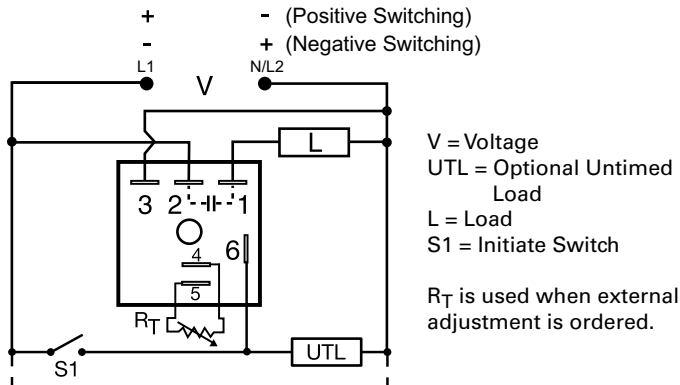 + - (Positive Switching)
- + (Negative Switching)
L1 N/L2
V
L
3 2 1
4 6
5
RT
S1 UTL
V = Voltage
UTL = Optional Untimed
Load
L = Load
S1 = Initiate Switch
RT is used when external
adjustment is ordered.